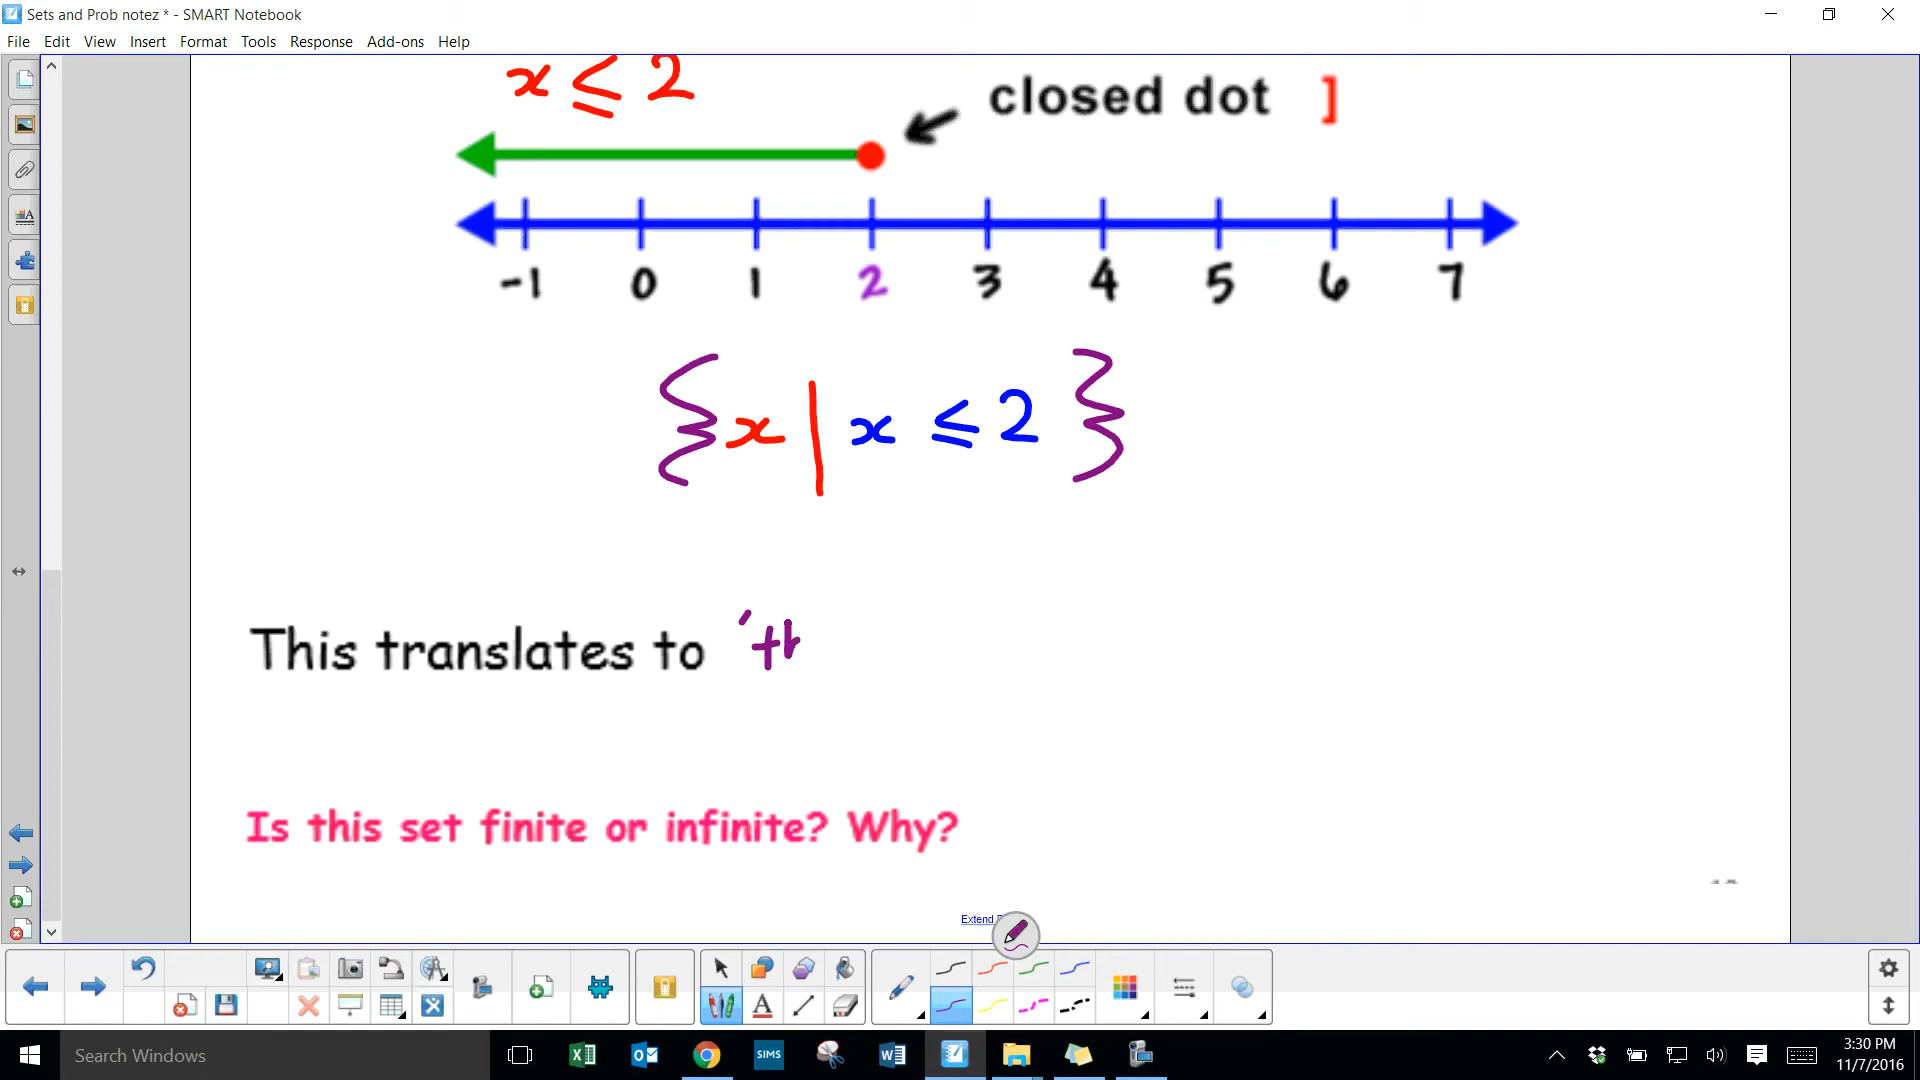 Sets and Prob notez * - SMART Notebook
File Edit View Insert Format Tools Response Add-ons Help
x ≤ 2
closed dot ]
-1 0 1 2 3 4 5 6 7
{ x | x ≤ 2 }
This translates to 'th
Is this set finite or infinite? Why?
Extend
A
SIMS
Search Windows
3:30 PM
11/7/2016